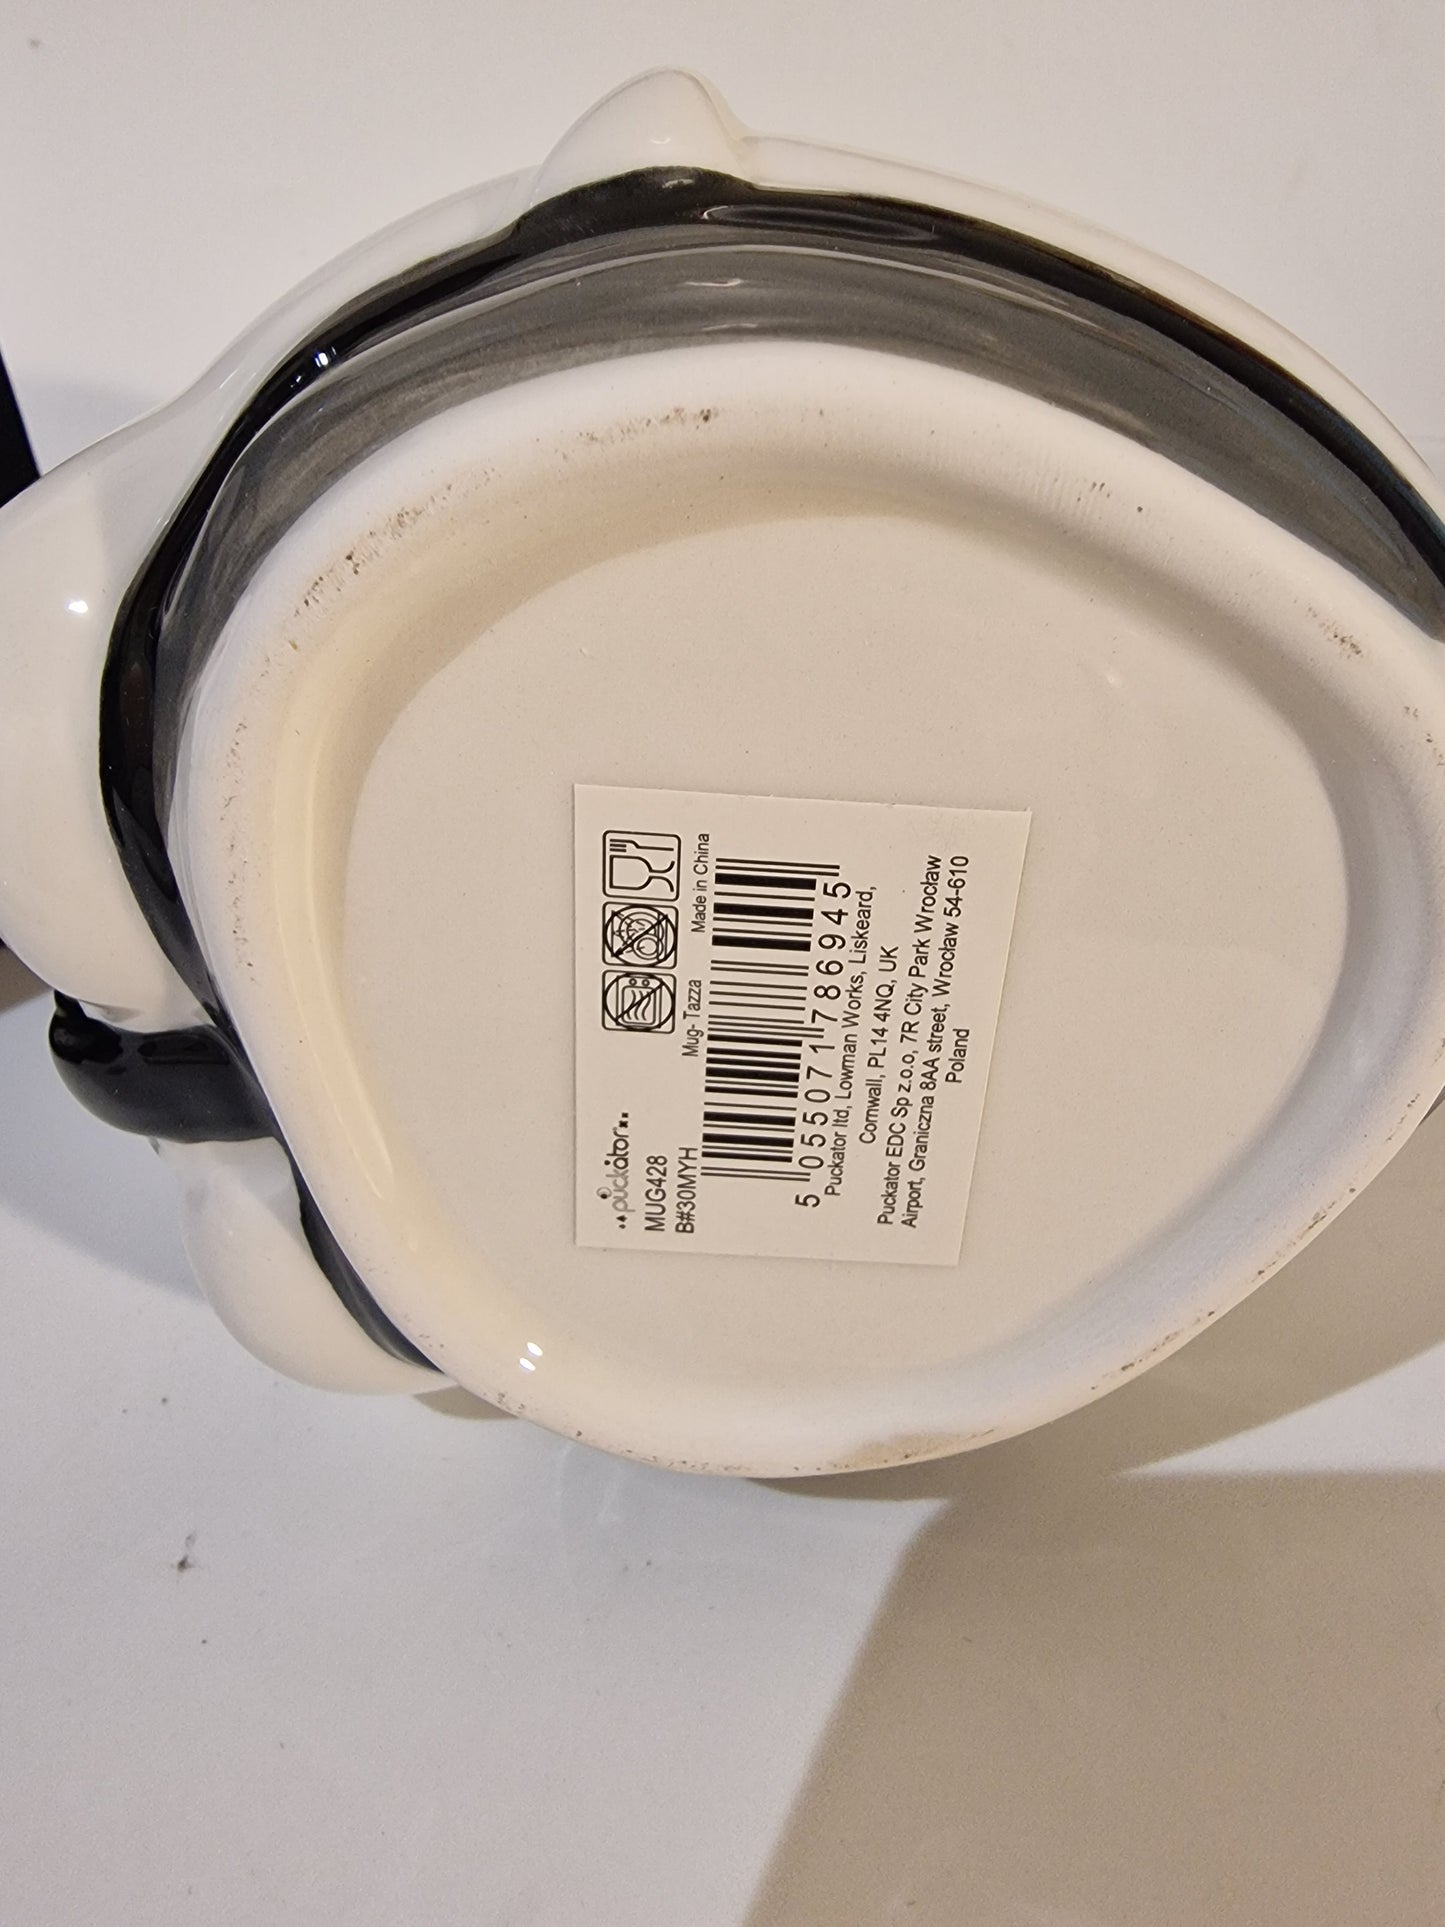 puckator
MUG428
B#30MYH
Mug- Tazza
Made in China
5 055071 786945
Puckator ltd, Lowman Works, Liskeard,
Cornwall, PL14 4NQ, UK
Puckator EDC Sp z.o.o, 7R City Park Wrocław
Airport, Graniczna 8AA street, Wrocław 54-610
Poland